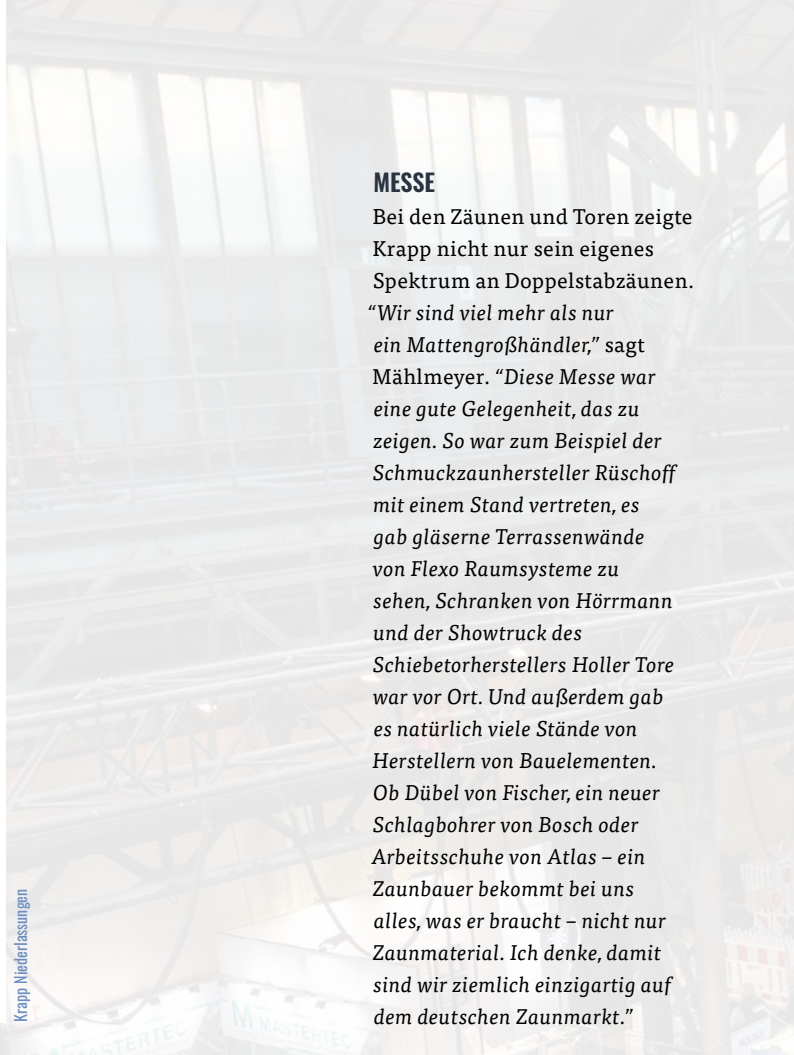 MESSE
Bei den Zäunen und Toren zeigte
Krapp nicht nur sein eigenes
Spektrum an Doppelstabzäunen.
“Wir sind viel mehr als nur
ein Mattengroßhändler,” sagt
Mählmeyer. “Diese Messe war
eine gute Gelegenheit, das zu
zeigen. So war zum Beispiel der
Schmuckzaunhersteller Rüschoff
mit einem Stand vertreten, es
gab gläserne Terrassenwände
von Flexo Raumsysteme zu
sehen, Schranken von Hörrmann
und der Showtruck des
Schiebetorherstellers Holler Tore
war vor Ort. Und außerdem gab
es natürlich viele Stände von
Herstellern von Bauelementen.
Ob Dübel von Fischer, ein neuer
Schlagbohrer von Bosch oder
Arbeitsschuhe von Atlas – ein
Zaunbauer bekommt bei uns
alles, was er braucht – nicht nur
Zaunmaterial. Ich denke, damit
sind wir ziemlich einzigartig auf
dem deutschen Zaunmarkt.”
Krapp Niederlassungen
MASTERTEC
M MASTERTEC